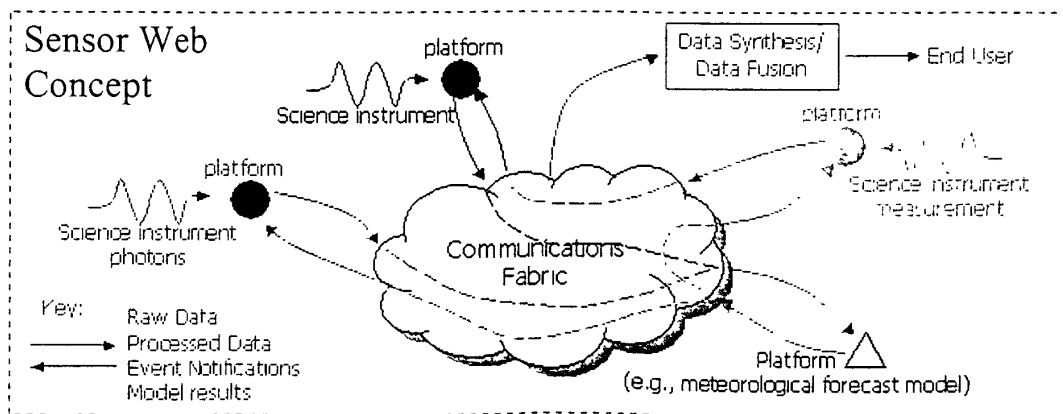 Sensor Web
Concept
platform
Science instrument
platform
Science instrument
photons
Data Synthesis/
Data Fusion
End User
platform
Science instrument
measurement
Communications
Fabric
Key:
Raw Data
Processed Data
Event Notifications
Model results
Platform
(e.g., meteorological forecast model)